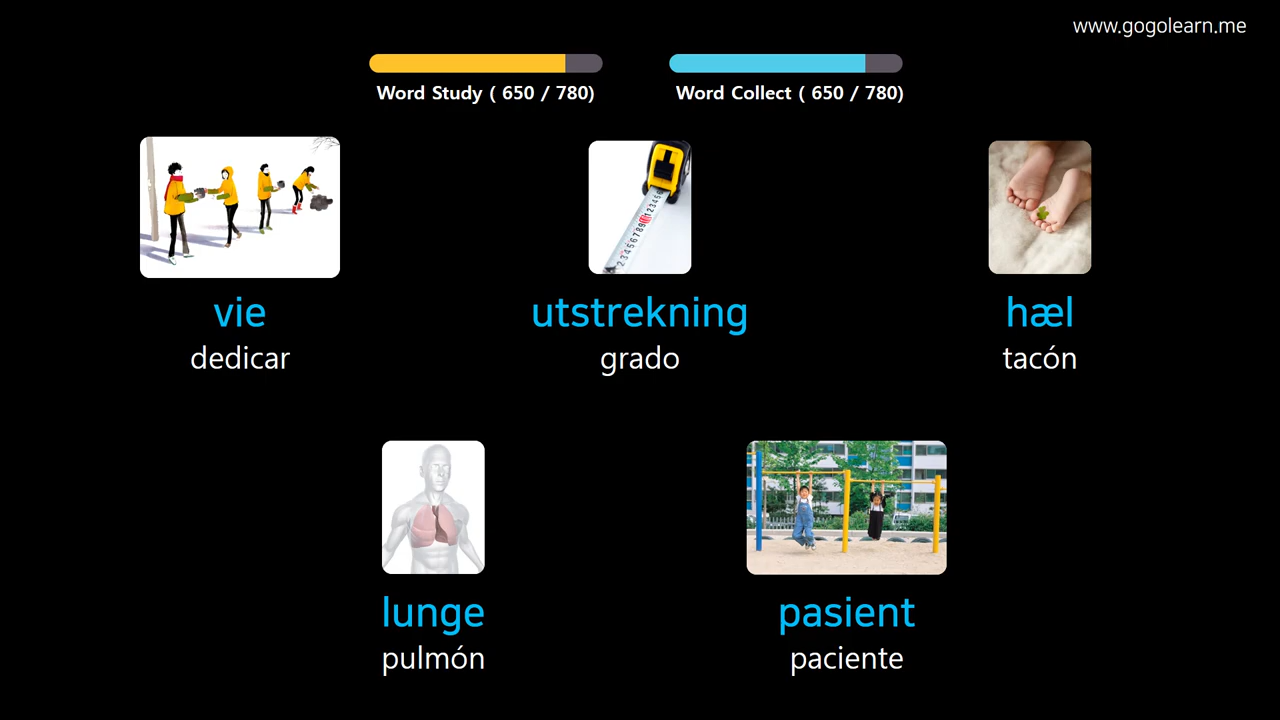 www.gogolearn.me
Word Study ( 650 / 780)
Word Collect ( 650 / 780)
vie
dedicar
utstrekning
grado
hæl
tacón
lunge
pulmón
pasient
paciente